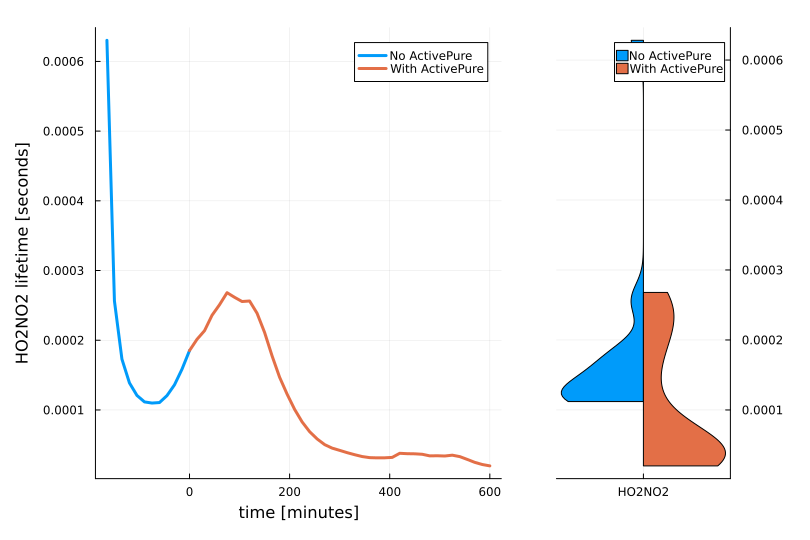 HO2NO2 lifetime [seconds]
0.0006
0.0005
0.0004
0.0003
0.0002
0.0001
0
200
400
600
time [minutes]
No ActivePure
With ActivePure
No ActivePure
With ActivePure
0.0006
0.0005
0.0004
0.0003
0.0002
0.0001
HO2NO2